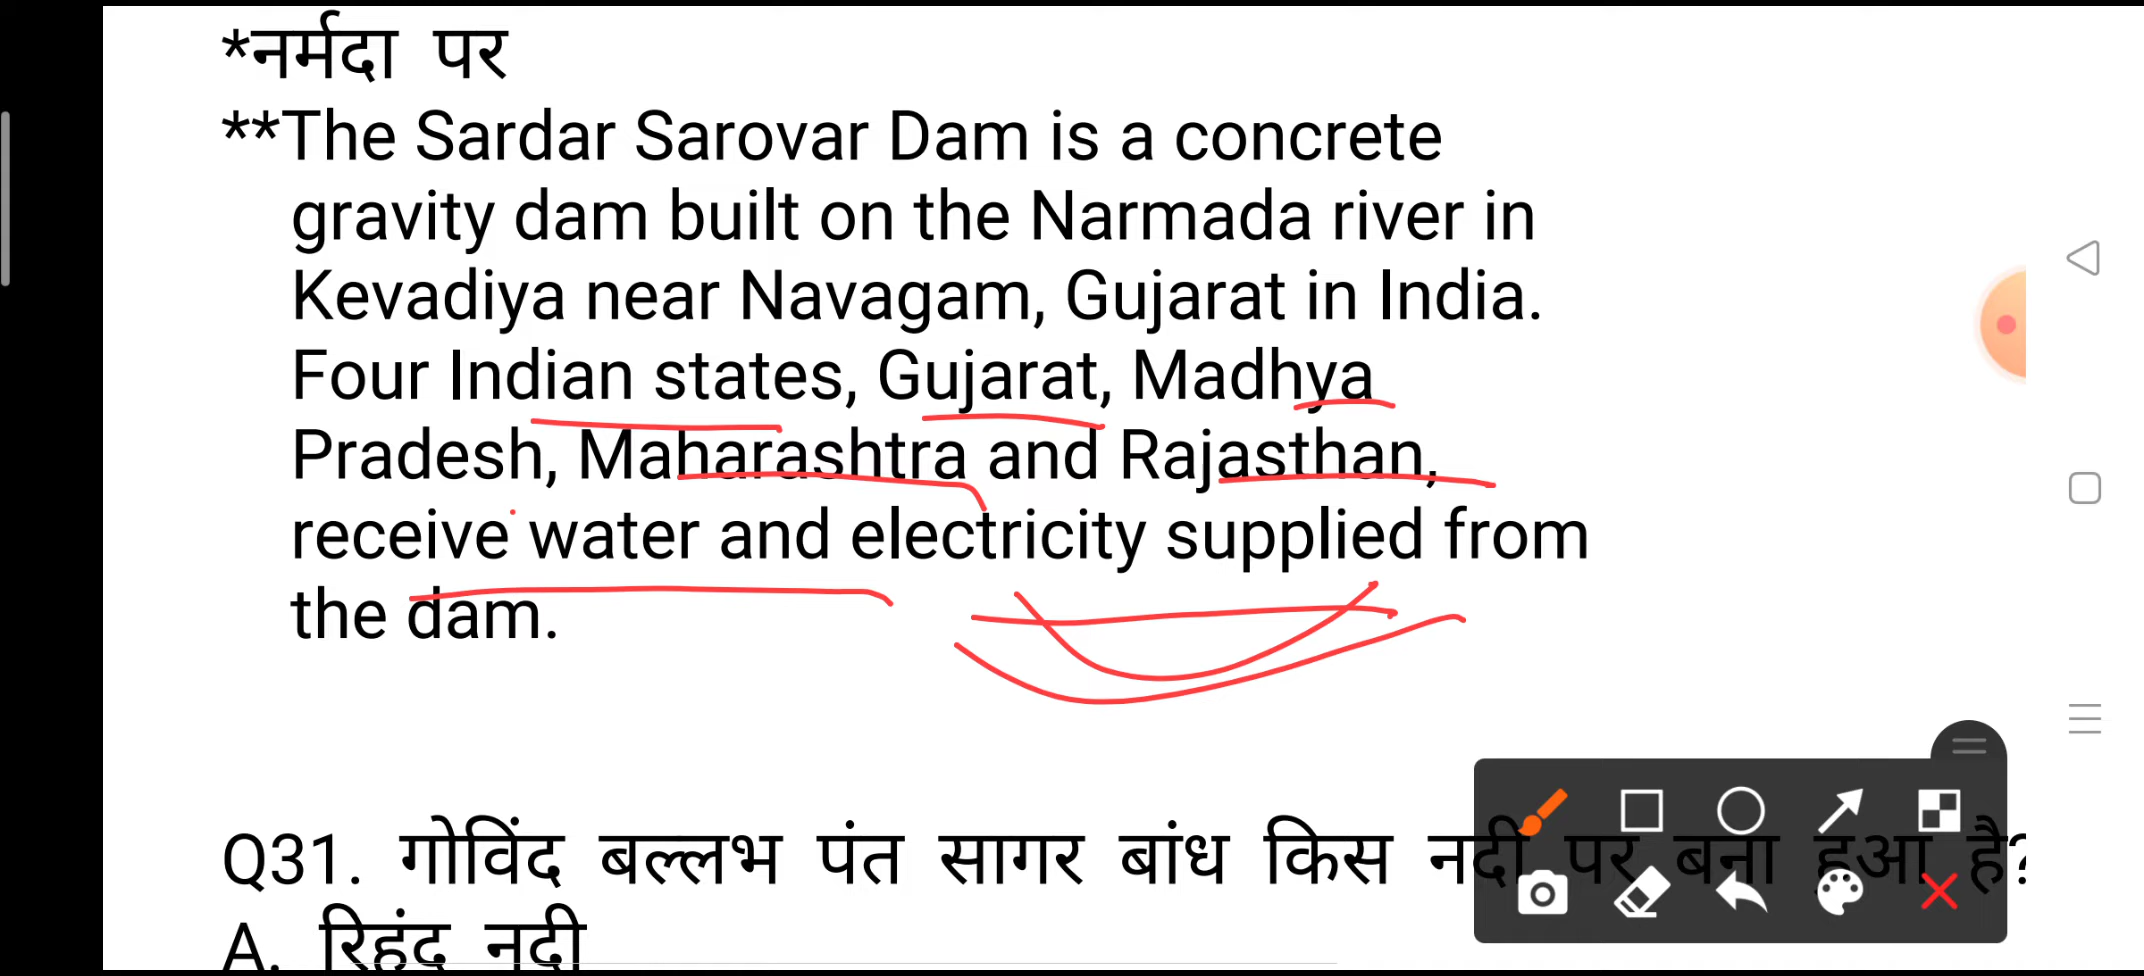 *नर्मदा पर
**The Sardar Sarovar Dam is a concrete
gravity dam built on the Narmada river in
Kevadiya near Navagam, Gujarat in India.
Four Indian states, Gujarat, Madhya
Pradesh, Maharashtra and Rajasthan,
receive water and electricity supplied from
the dam.
Q31. गोविंद बल्लभ पंत सागर बांध किस नदी पर बना हुआ है?
A. रिहंद नदी